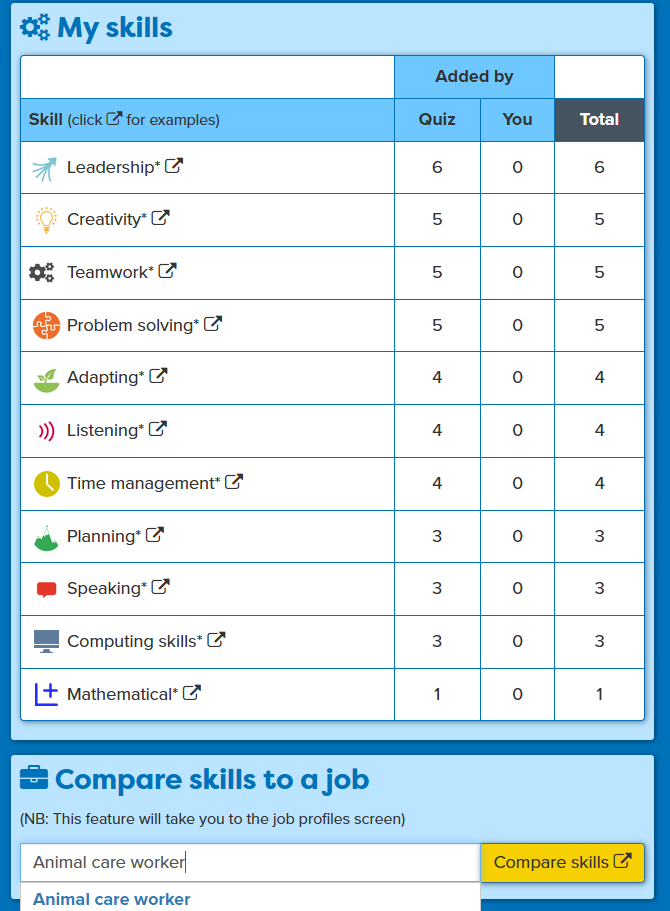 My skills
Added by
Skill (click for examples) Quiz You Total
Leadership* 6 0 6
Creativity* 5 0 5
Teamwork* 5 0 5
Problem solving* 5 0 5
Adapting* 4 0 4
Listening* 4 0 4
Time management* 4 0 4
Planning* 3 0 3
Speaking* 3 0 3
Computing skills* 3 0 3
Mathematical* 1 0 1
Compare skills to a job
(NB: This feature will take you to the job profiles screen)
Animal care worker Compare skills
Animal care worker